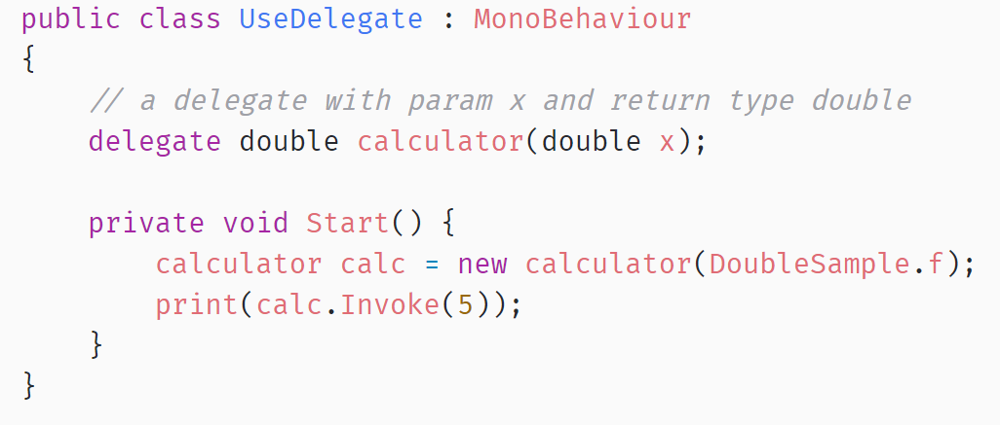 public class UseDelegate : MonoBehaviour
{
    // a delegate with param x and return type double
    delegate double calculator(double x);

    private void Start() {
        calculator calc = new calculator(DoubleSample.f);
        print(calc.Invoke(5));
    }
}